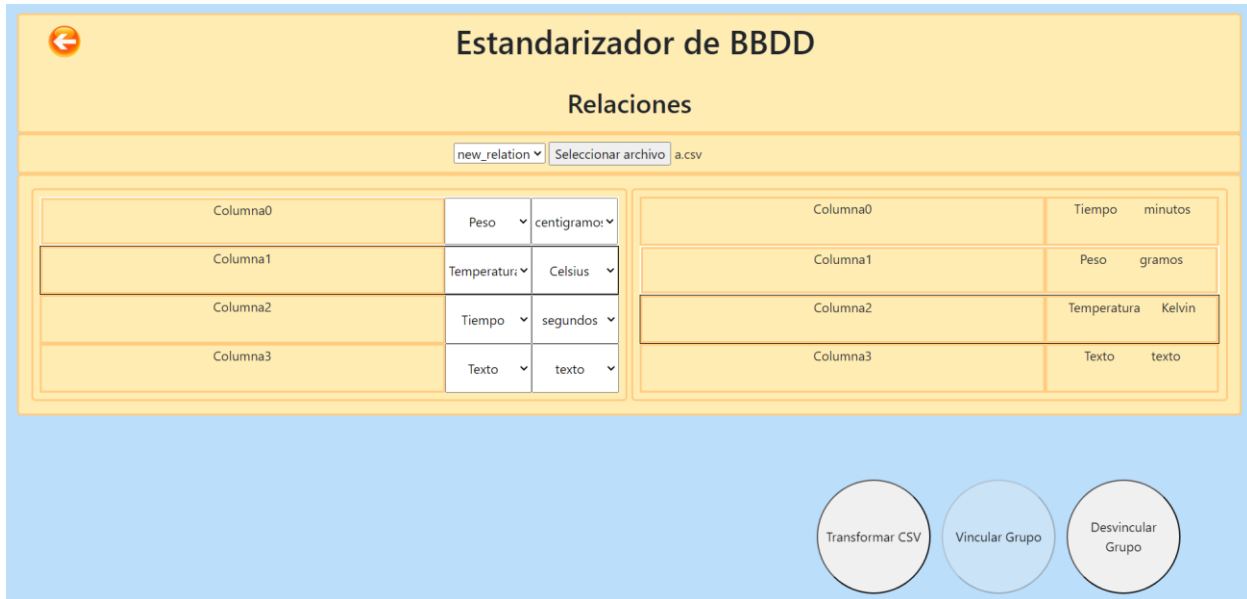 Estandarizador de BBDD
Relaciones
new_relation Seleccionar archivo a.csv
Columna0 Peso centigramos
Columna1 Temperatura Celsius
Columna2 Tiempo segundos
Columna3 Texto texto
Columna0 Tiempo minutos
Columna1 Peso gramos
Columna2 Temperatura Kelvin
Columna3 Texto texto
Transformar CSV
Vincular Grupo
Desvincular
Grupo